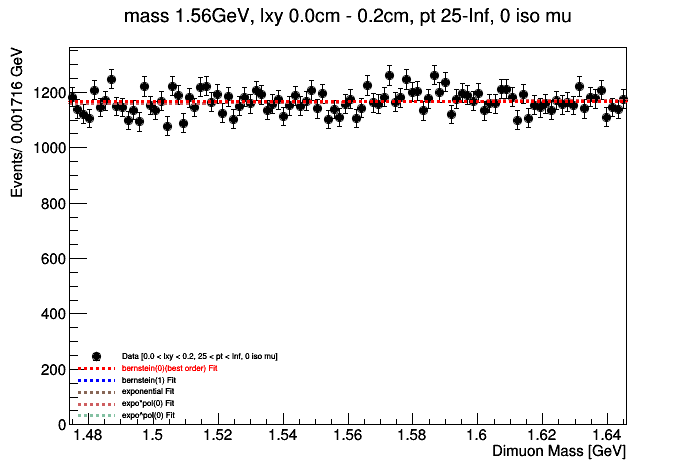 mass 1.56GeV, lxy 0.0cm - 0.2cm, pt 25-Inf, 0 iso mu
Events/ 0.001716 GeV
1200
1000
800
600
400
200
0
Data [0.0 < lxy < 0.2, 25 < pt < Inf, 0 iso mu]
bernstein(0)(best order) Fit
bernstein(1) Fit
exponential Fit
expo*pol(0) Fit
expo^pol(0) Fit
1.48 1.5 1.52 1.54 1.56 1.58 1.6 1.62 1.64
Dimuon Mass [GeV]